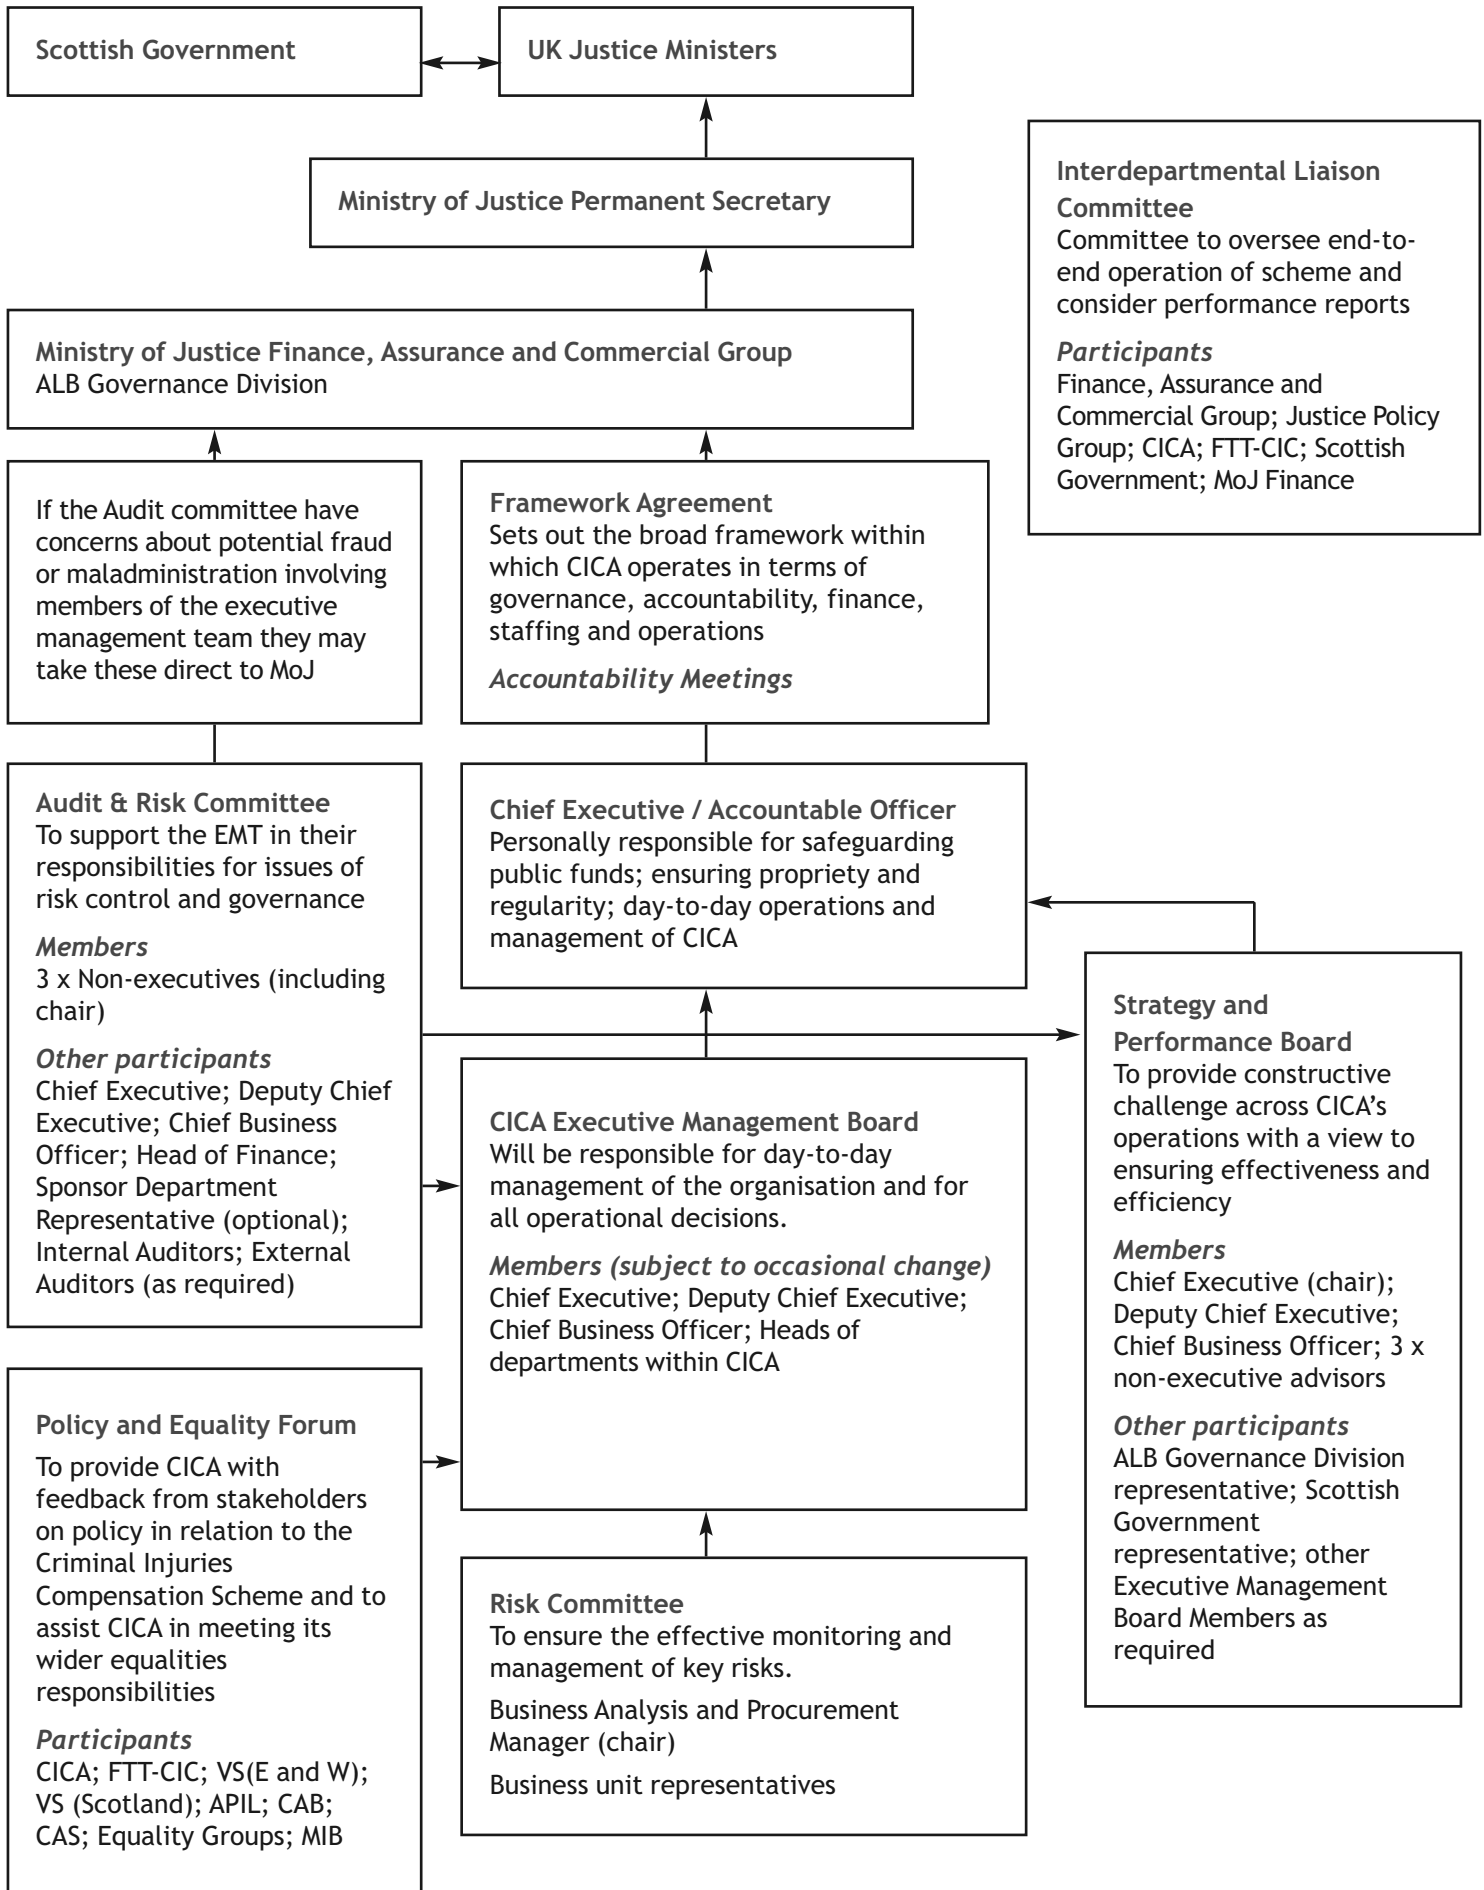 Scottish Government
UK Justice Ministers
Ministry of Justice Permanent Secretary
Interdepartmental Liaison
Committee
Committee to oversee end-to-
end operation of scheme and
consider performance reports
Participants
Finance, Assurance and
Commercial Group; Justice Policy
Group; CICA; FTT-CIC; Scottish
Government; MoJ Finance
Ministry of Justice Finance, Assurance and Commercial Group
ALB Governance Division
If the Audit committee have
concerns about potential fraud
or maladministration involving
members of the executive
management team they may
take these direct to MoJ
Framework Agreement
Sets out the broad framework within
which CICA operates in terms of
governance, accountability, finance,
staffing and operations
Accountability Meetings
Audit & Risk Committee
To support the EMT in their
responsibilities for issues of
risk control and governance
Members
3 x Non-executives (including
chair)
Other participants
Chief Executive; Deputy Chief
Executive; Chief Business
Officer; Head of Finance;
Sponsor Department
Representative (optional);
Internal Auditors; External
Auditors (as required)
Chief Executive / Accountable Officer
Personally responsible for safeguarding
public funds; ensuring propriety and
regularity; day-to-day operations and
management of CICA
CICA Executive Management Board
Will be responsible for day-to-day
management of the organisation and for
all operational decisions.
Members (subject to occasional change)
Chief Executive; Deputy Chief Executive;
Chief Business Officer; Heads of
departments within CICA
Strategy and
Performance Board
To provide constructive
challenge across CICA's
operations with a view to
ensuring effectiveness and
efficiency
Members
Chief Executive (chair);
Deputy Chief Executive;
Chief Business Officer; 3 x
non-executive advisors
Other participants
ALB Governance Division
representative; Scottish
Government
representative; other
Executive Management
Board Members as
required
Policy and Equality Forum
To provide CICA with
feedback from stakeholders
on policy in relation to the
Criminal Injuries
Compensation Scheme and to
assist CICA in meeting its
wider equalities
responsibilities
Participants
CICA; FTT-CIC; VS(E and W);
VS (Scotland); APIL; CAB;
CAS; Equality Groups; MIB
Risk Committee
To ensure the effective monitoring and
management of key risks.
Business Analysis and Procurement
Manager (chair)
Business unit representatives